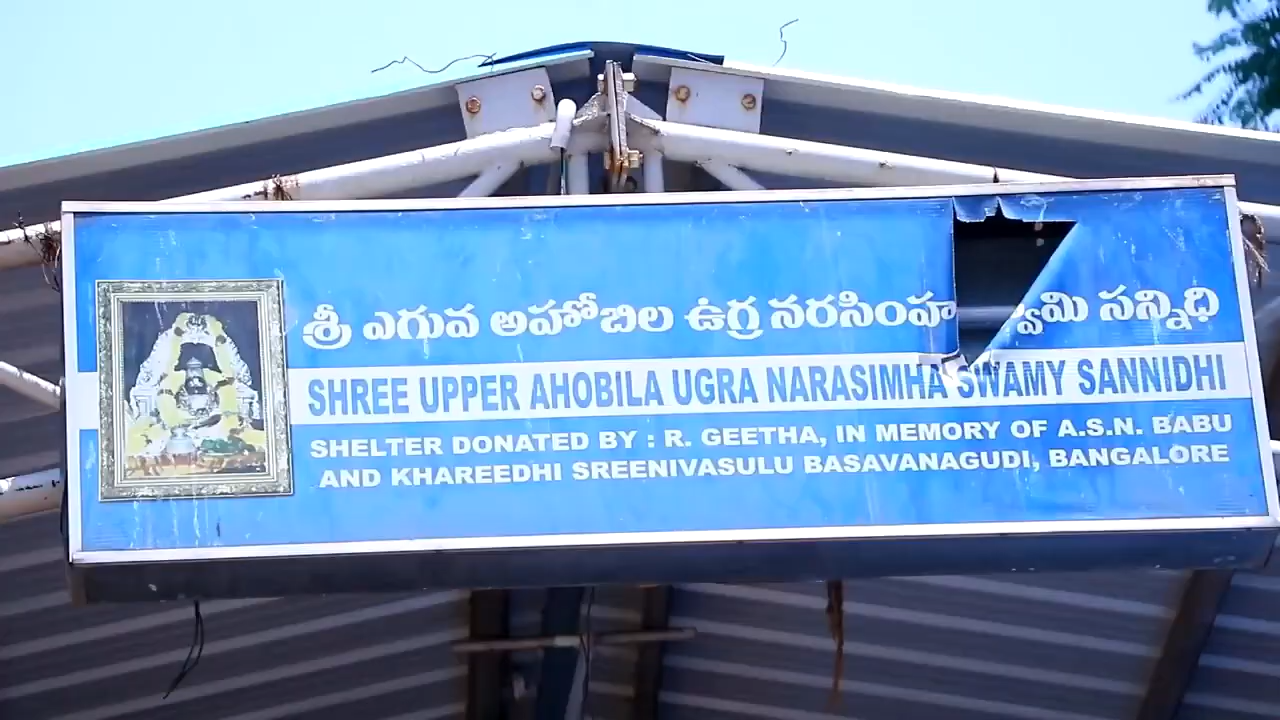 శ్రీ ఎగువ అహోబిల ఉగ్ర నరసింహ సన్నిధి
SHREE UPPER AHOBILA UGRA NARASIMHA SWAMY SANNIDHI
SHELTER DONATED BY : R. GEETHA, IN MEMORY OF A.S.N. BABU
AND KHAREEDHI SREENIVASULU BASAVANAGUDI, BANGALORE